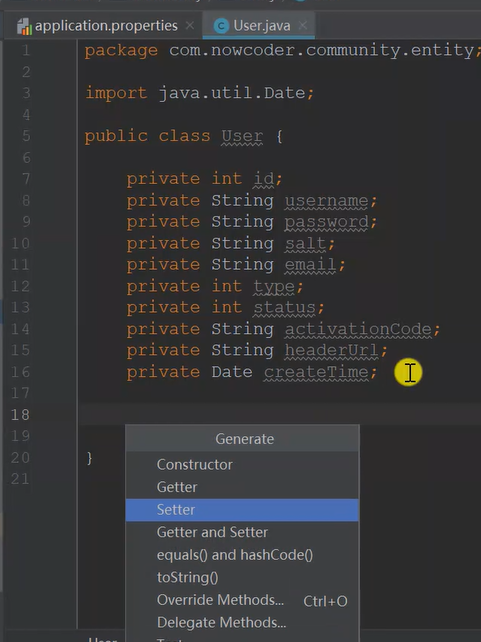 application.properties
User.java
1 package com.nowcoder.community.entity;
2
3 import java.util.Date;
4
5 public class User {
6
7 private int id;
8 private String username;
9 private String password;
10 private String salt;
11 private String email;
12 private int type;
13 private int status;
14 private String activationCode;
15 private String headerUrl;
16 private Date createTime;
17
18
19
20 }
21
Generate
Constructor
Getter
Setter
Getter and Setter
equals() and hashCode()
toString()
Override Methods... Ctrl+O
Delegate Methods...